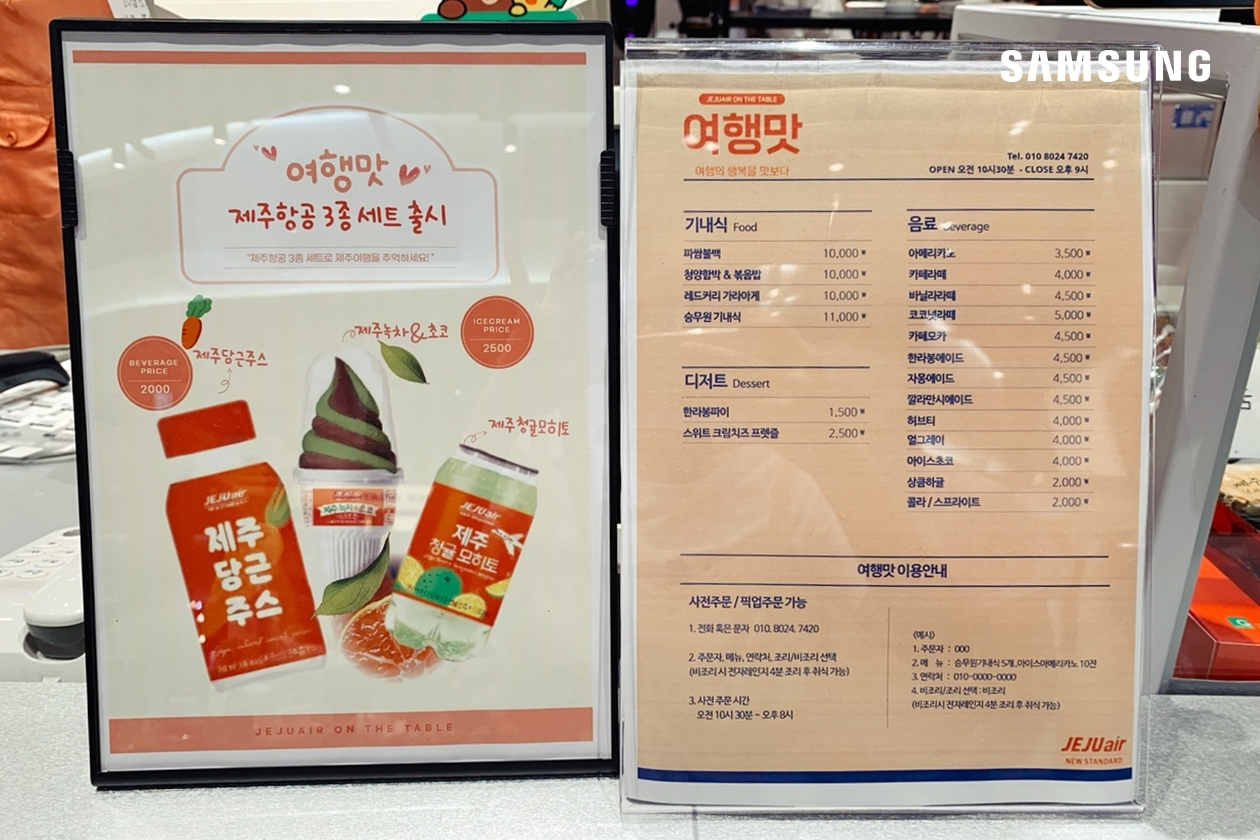 SAMSUNG
여행맛
제주항공 3종 세트 출시
"제주항공 3종 세트로 제주여행을 추억하세요!"
BEVERAGE
PRICE
2000
제주당근주스
제주녹차&초코
ICECREAM
PRICE
2500
제주청귤모히토
JEJUair
제주
당근
주스
JEJUair
JEJUair
제주
청귤 모히토
JEJUAIR ON THE TABLE
JEJUAIR ON THE TABLE
여행맛
여행의 행복을 맛보다
Tel. 010 8024 7420
OPEN 오전 10시30분 - CLOSE 오후 9시
기내식 Food
파쌈불백 10,000 ₩
청양함박 & 볶음밥 10,000 ₩
레드커리 가라아게 10,000 ₩
승무원 기내식 11,000 ₩
디저트 Dessert
한라봉파이 1,500 ₩
스위트 크림치즈 프렛즐 2,500 ₩
음료 Beverage
아메리카노 3,500 ₩
카페라떼 4,000 ₩
바닐라라떼 4,500 ₩
코코넛라떼 5,000 ₩
카페모카 4,500 ₩
한라봉에이드 4,500 ₩
자몽에이드 4,500 ₩
깔라만시에이드 4,500 ₩
허브티 4,000 ₩
얼그레이 4,000 ₩
아이스초코 4,000 ₩
상큼하귤 2,000 ₩
콜라 / 스프라이트 2,000 ₩
여행맛 이용안내
사전주문 / 픽업주문 가능
1. 전화 혹은 문자 010. 8024. 7420
2. 주문자, 메뉴, 연락처, 조리/비조리 선택
(비조리 시 전자레인지 4분 조리 후 취식 가능)
3. 사전 주문 시간
오전 10시 30분 ~ 오후 8시
(예시)
1. 주문자 : 000
2. 메 뉴 : 승무원기내식 5개, 아이스아메리카노 10잔
3. 연락처 : 010-0000-0000
4. 비조리/조리 선택 : 비조리
(비조리시 전자레인지 4분 조리 후 취식 가능)
JEJUair
NEW STANDARD